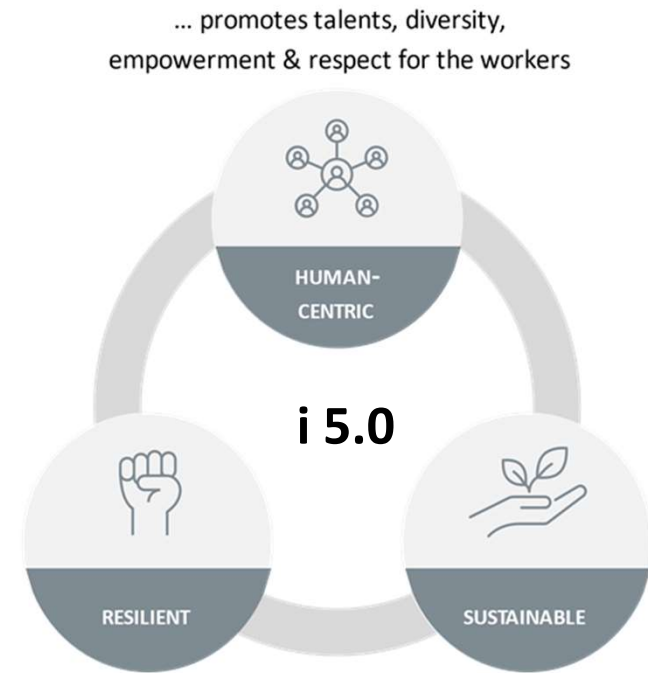 ... promotes talents, diversity,
empowerment & respect for the workers
HUMAN-
CENTRIC
i 5.0
RESILIENT
SUSTAINABLE